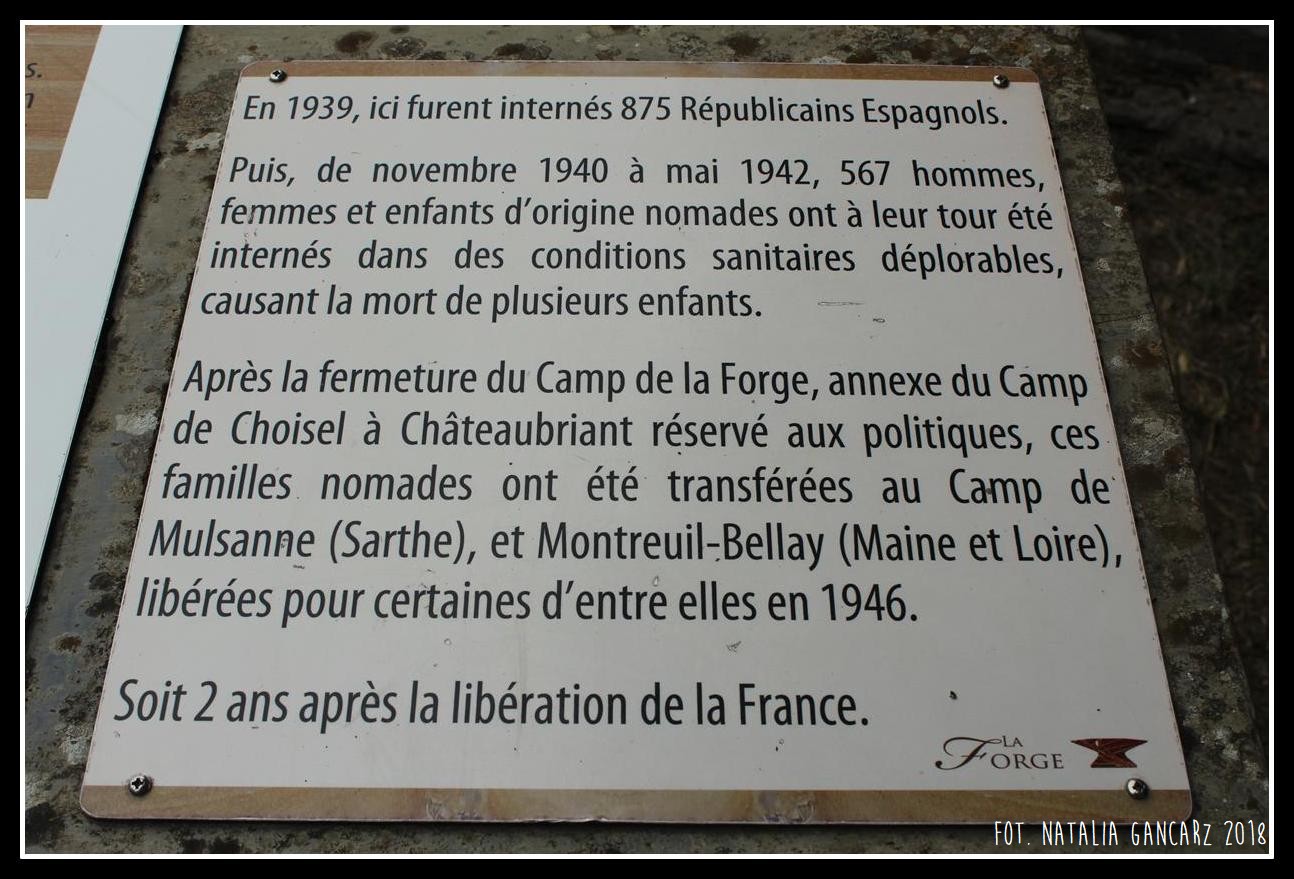 s.
n
En 1939, ici furent internés 875 Républicains Espagnols.
Puis, de novembre 1940 à mai 1942, 567 hommes,
femmes et enfants d'origine nomades ont à leur tour été
internés dans des conditions sanitaires déplorables,
causant la mort de plusieurs enfants.
Après la fermeture du Camp de la Forge, annexe du Camp
de Choisel à Châteaubriant réservé aux politiques, ces
familles nomades ont été transférées au Camp de
Mulsanne (Sarthe), et Montreuil-Bellay (Maine et Loire),
libérées pour certaines d'entre elles en 1946.
Soit 2 ans après la libération de la France.
LA
FORGE
FOT. NATALIA GANCARZ 2018